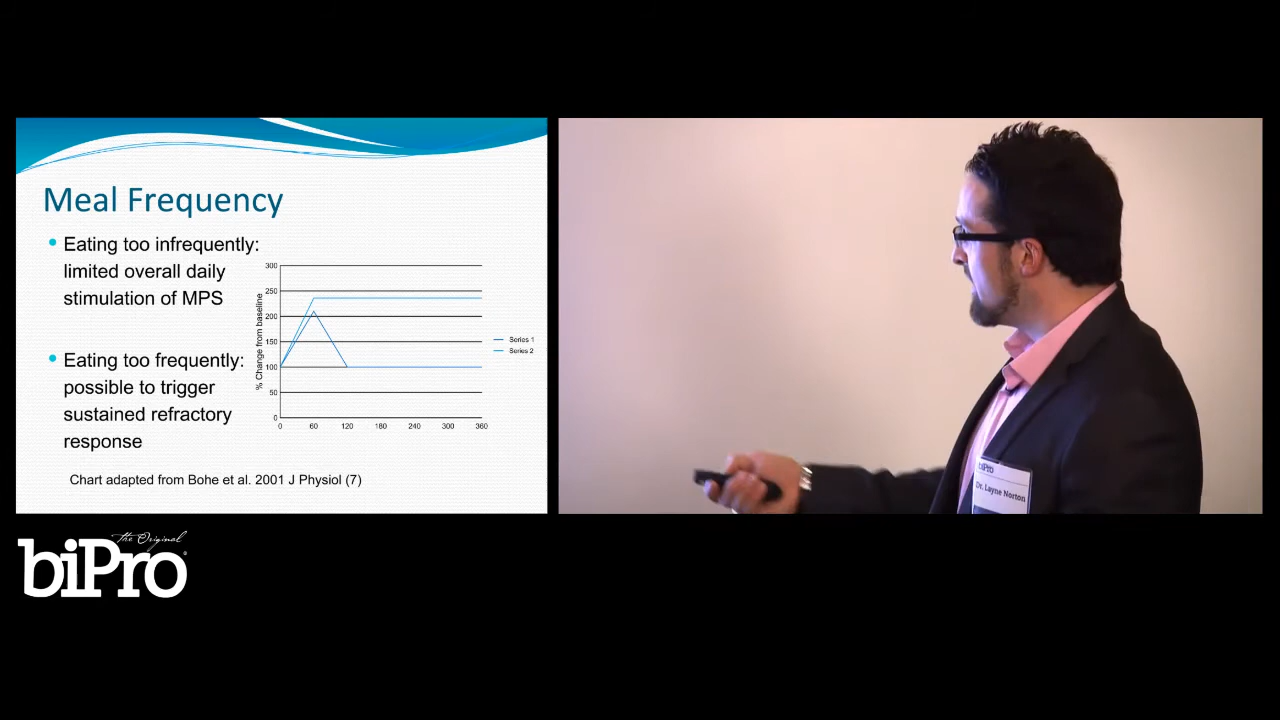 Meal Frequency
• Eating too infrequently:
limited overall daily
stimulation of MPS
• Eating too frequently:
possible to trigger
sustained refractory
response
% Change from baseline
300
250
200
150
100
50
0
0 60 120 180 240 300 360
Series 1
Series 2
Chart adapted from Bohe et al. 2001 J Physiol (7)
biPro
Dr. Layne Norton
the Original
biPro